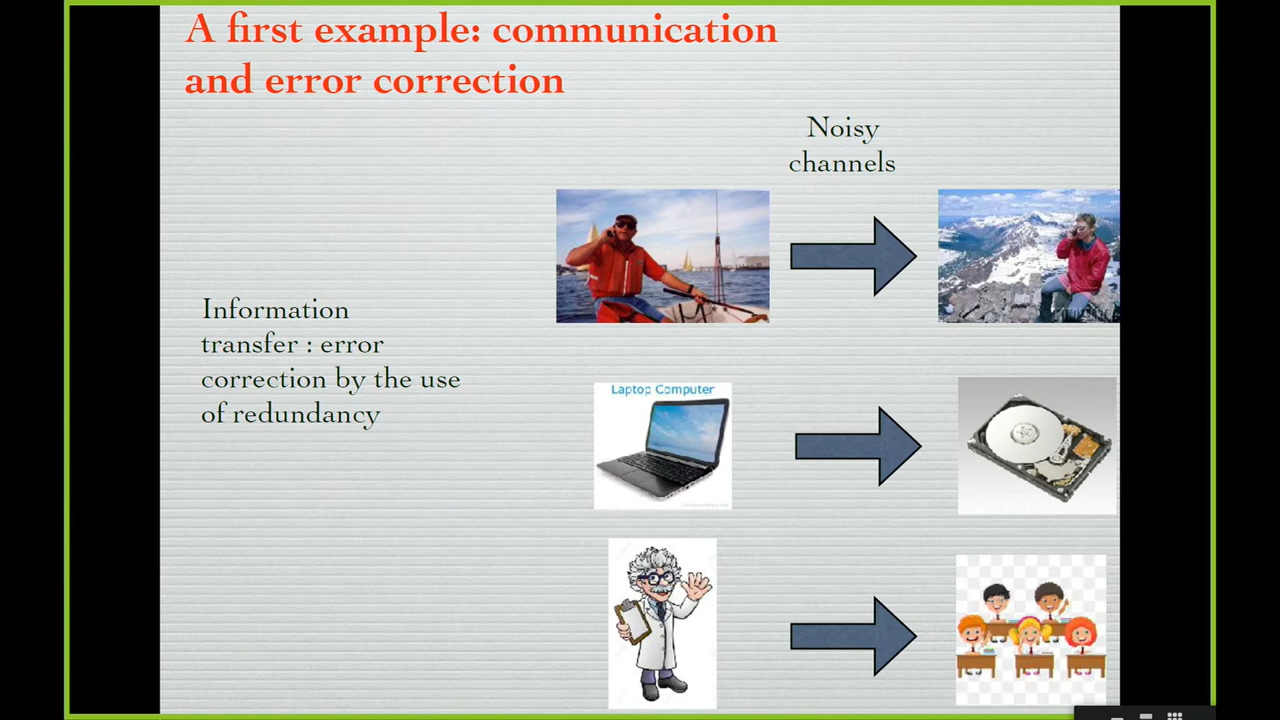 A first example: communication
and error correction
Noisy
channels
Information
transfer : error
correction by the use
of redundancy
Laptop Computer